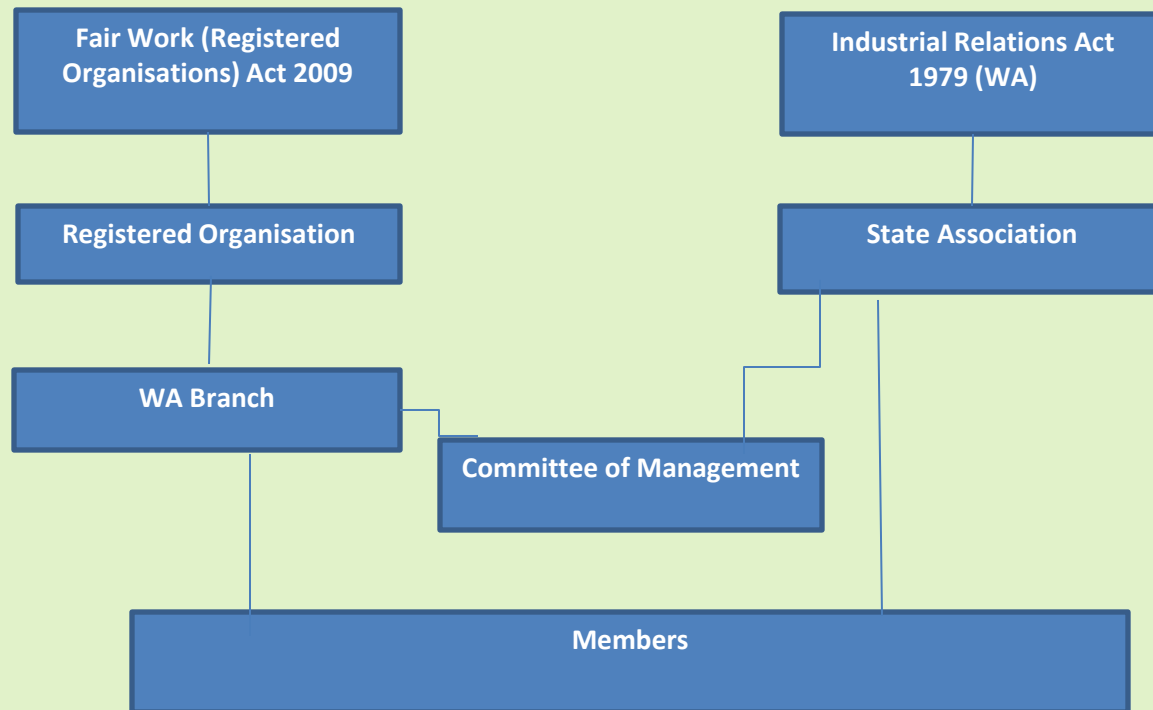 Fair Work (Registered
Organisations) Act 2009
Industrial Relations Act
1979 (WA)
Registered Organisation
State Association
WA Branch
Committee of Management
Members